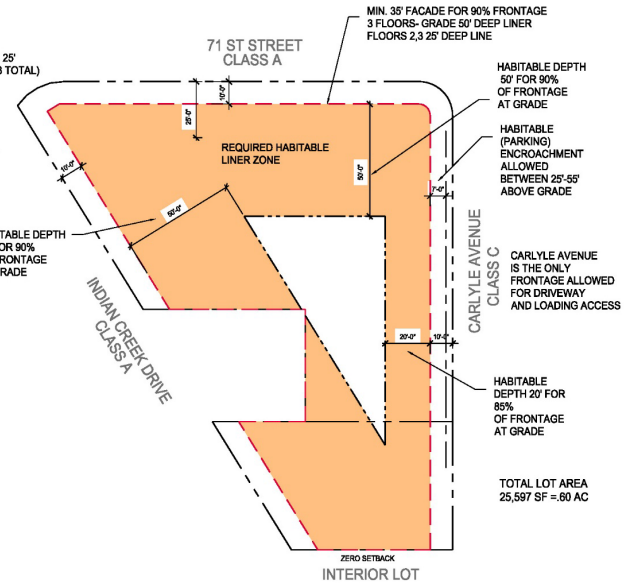 MIN. 35' FACADE FOR 90% FRONTAGE
3 FLOORS- GRADE 50' DEEP LINER
FLOORS 2,3 25' DEEP LINE
25'
TOTAL)
71 ST STREET
CLASS A
HABITABLE DEPTH
50' FOR 90%
OF FRONTAGE
AT GRADE
10'-0"
25'-0"
REQUIRED HABITABLE
LINER ZONE
HABITABLE
(PARKING)
ENCROACHMENT
ALLOWED
BETWEEN 25'-55'
ABOVE GRADE
10'-0"
50'-0"
7'-0"
50'-0"
TABLE DEPTH
OR 90%
FRONTAGE
RADE
INDIAN CREEK DRIVE
CLASS A
CARLYLE AVENUE
CLASS C
CARLYLE AVENUE
IS THE ONLY
FRONTAGE ALLOWED
FOR DRIVEWAY
AND LOADING ACCESS
20'-0"
10'-0"
HABITABLE
DEPTH 20' FOR
85%
OF FRONTAGE
AT GRADE
TOTAL LOT AREA
25,597 SF =.60 AC
ZERO SETBACK
INTERIOR LOT